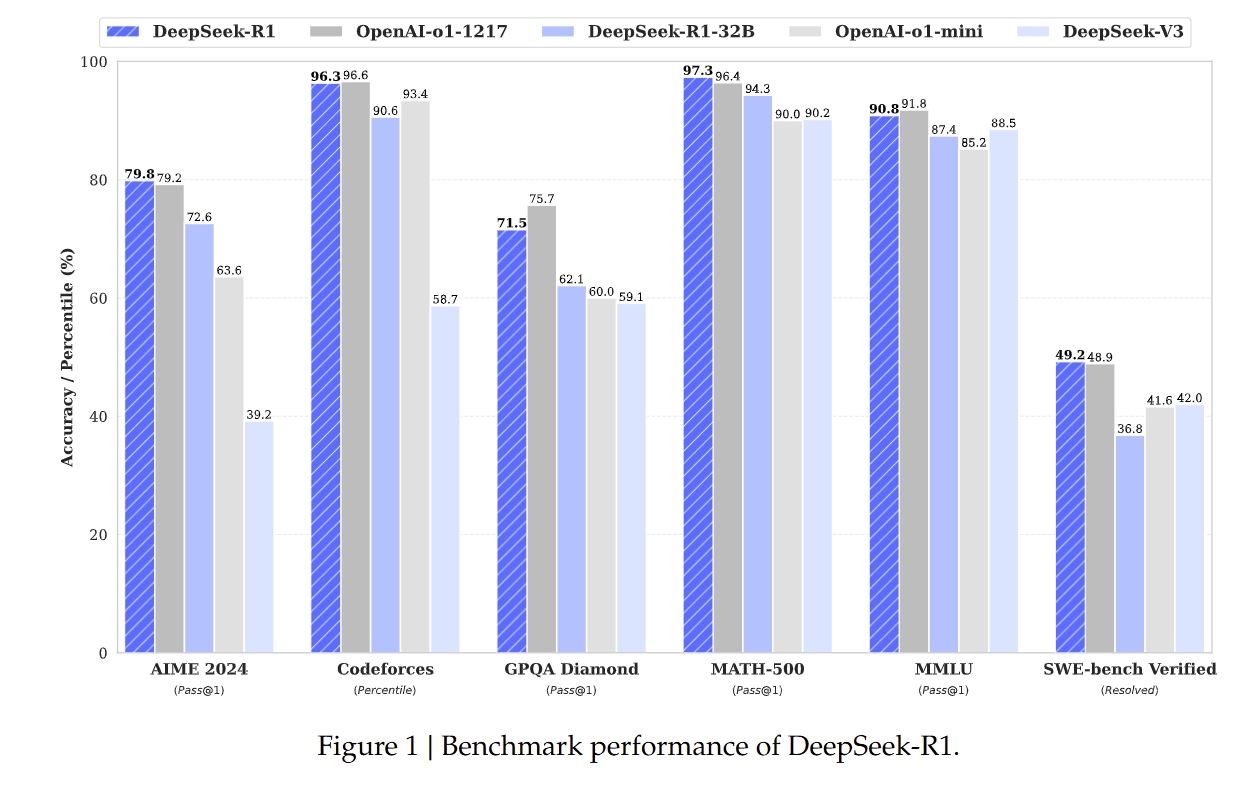 DeepSeek-R1 OpenAI-o1-1217 DeepSeek-R1-32B OpenAI-o1-mini DeepSeek-V3
Accuracy / Percentile (%)
100
80
60
40
20
0
79.8 79.2 72.6 63.6 39.2
96.3 96.6 90.6 93.4 58.7
71.5 75.7 62.1 60.0 59.1
97.3 96.4 94.3 90.0 90.2
90.8 91.8 87.4 85.2 88.5
49.2 48.9 36.8 41.6 42.0
AIME 2024 Codeforces GPQA Diamond MATH-500 MMLU SWE-bench Verified
(Pass@1) (Percentile) (Pass@1) (Pass@1) (Pass@1) (Resolved)
Figure 1 | Benchmark performance of DeepSeek-R1.